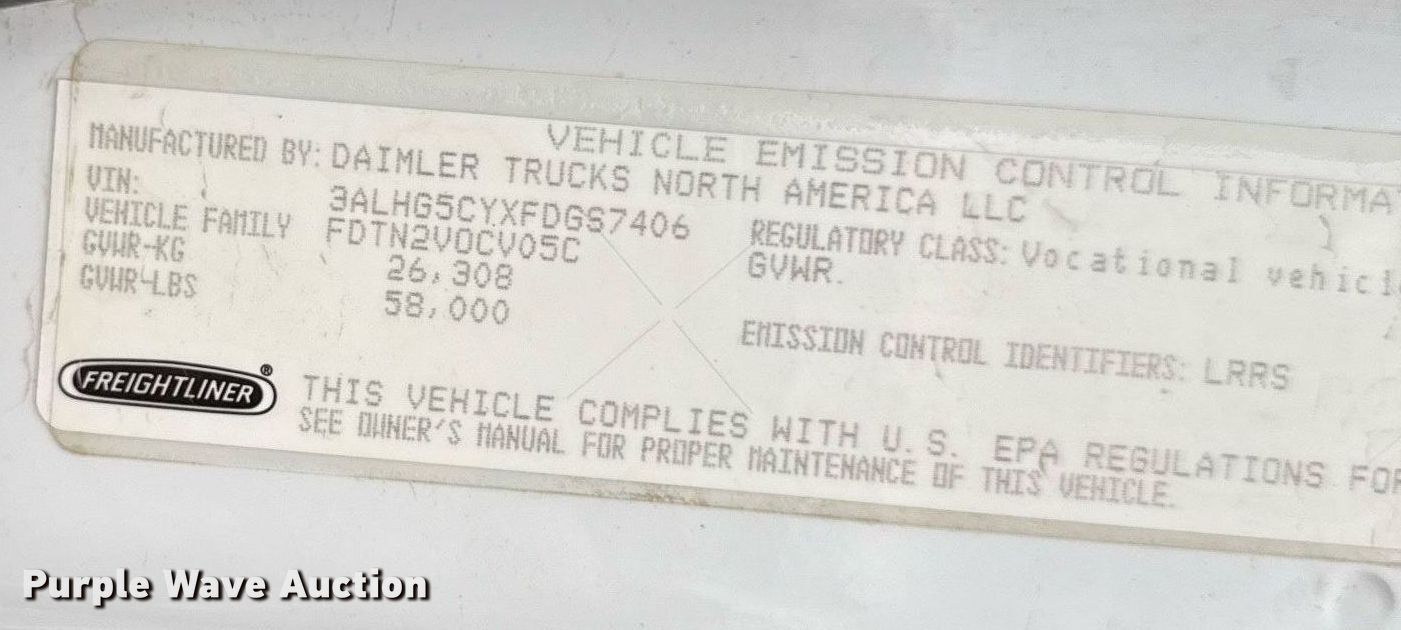 VEHICLE EMISSION CONTROL INFORMA
MANUFACTURED BY: DAIMLER TRUCKS NORTH AMERICA LLC
VIN: 3ALHG5CYXFDGS7406
VEHICLE FAMILY FDTN2VOCV05C
REGULATORY CLASS: Vocational vehicl
GVWR-KG 26,308
GVWR.
GVWR-LBS 58,000
EMISSION CONTROL IDENTIFIERS: LRRS
FREIGHTLINER®
THIS VEHICLE COMPLIES WITH U.S. EPA REGULATIONS FOR
SEE OWNER'S MANUAL FOR PROPER MAINTENANCE OF THIS VEHICLE.
Purple Wave Auction